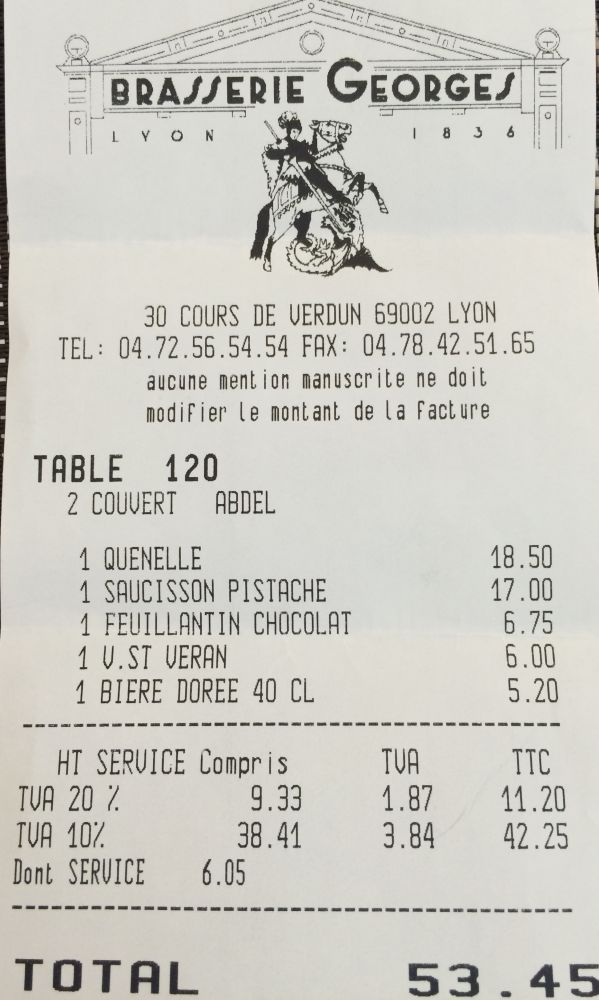 BRASSERIE GEORGES
LYON 1836
30 COURS DE VERDUN 69002 LYON
TEL: 04.72.56.54.54 FAX: 04.78.42.51.65
aucune mention manuscrite ne doit
modifier le montant de la facture
TABLE 120
2 COUVERT ABDEL
1 QUENELLE 18.50
1 SAUCISSON PISTACHE 17.00
1 FEUILLANTIN CHOCOLAT 6.75
1 V.ST VERAN 6.00
1 BIERE DOREE 40 CL 5.20
HT SERVICE Compris TVA TTC
TVA 20 % 9.33 1.87 11.20
TVA 10% 38.41 3.84 42.25
Dont SERVICE 6.05
TOTAL 53.45